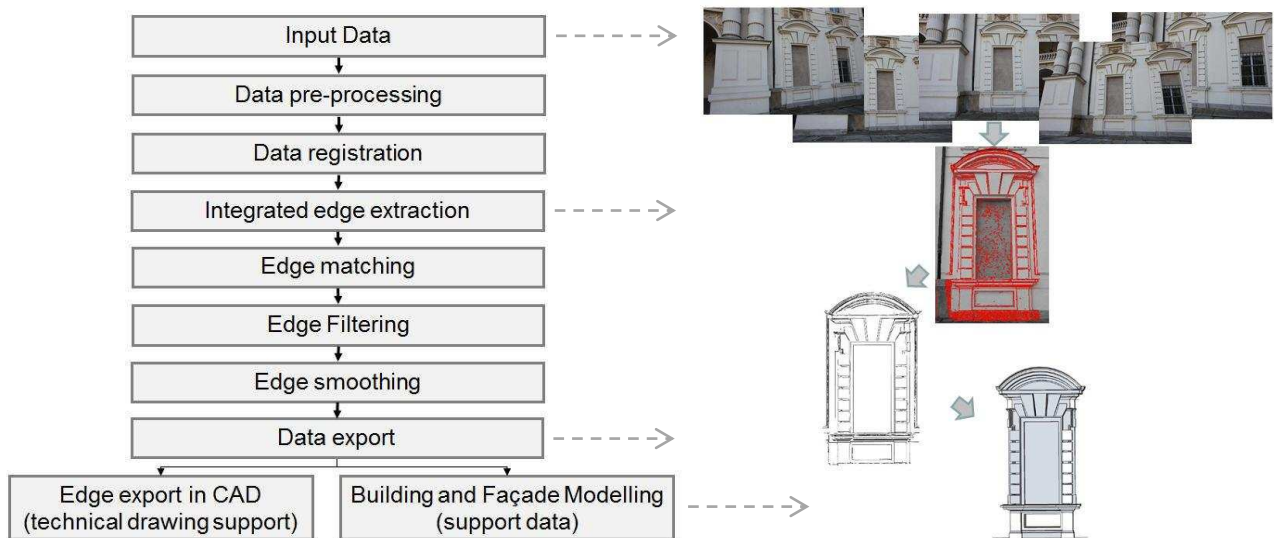 Input Data
Data pre-processing
Data registration
Integrated edge extraction
Edge matching
Edge Filtering
Edge smoothing
Data export
Edge export in CAD
(technical drawing support)
Building and Façade Modelling
(support data)